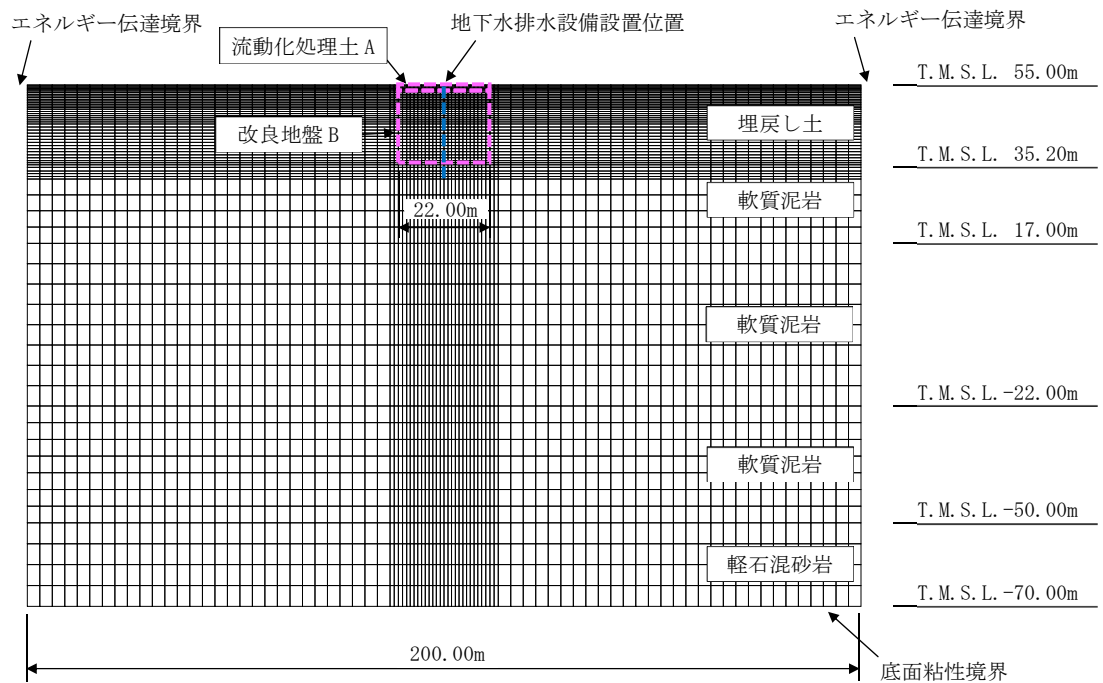 エネルギー伝達境界
地下水排水設備設置位置
エネルギー伝達境界
流動化処理土 A
T.M.S.L. 55.00m
改良地盤 B
埋戻し土
T.M.S.L. 35.20m
軟質泥岩
22.00m
T.M.S.L. 17.00m
軟質泥岩
T.M.S.L.-22.00m
軟質泥岩
T.M.S.L.-50.00m
軽石混砂岩
T.M.S.L.-70.00m
200.00m
底面粘性境界